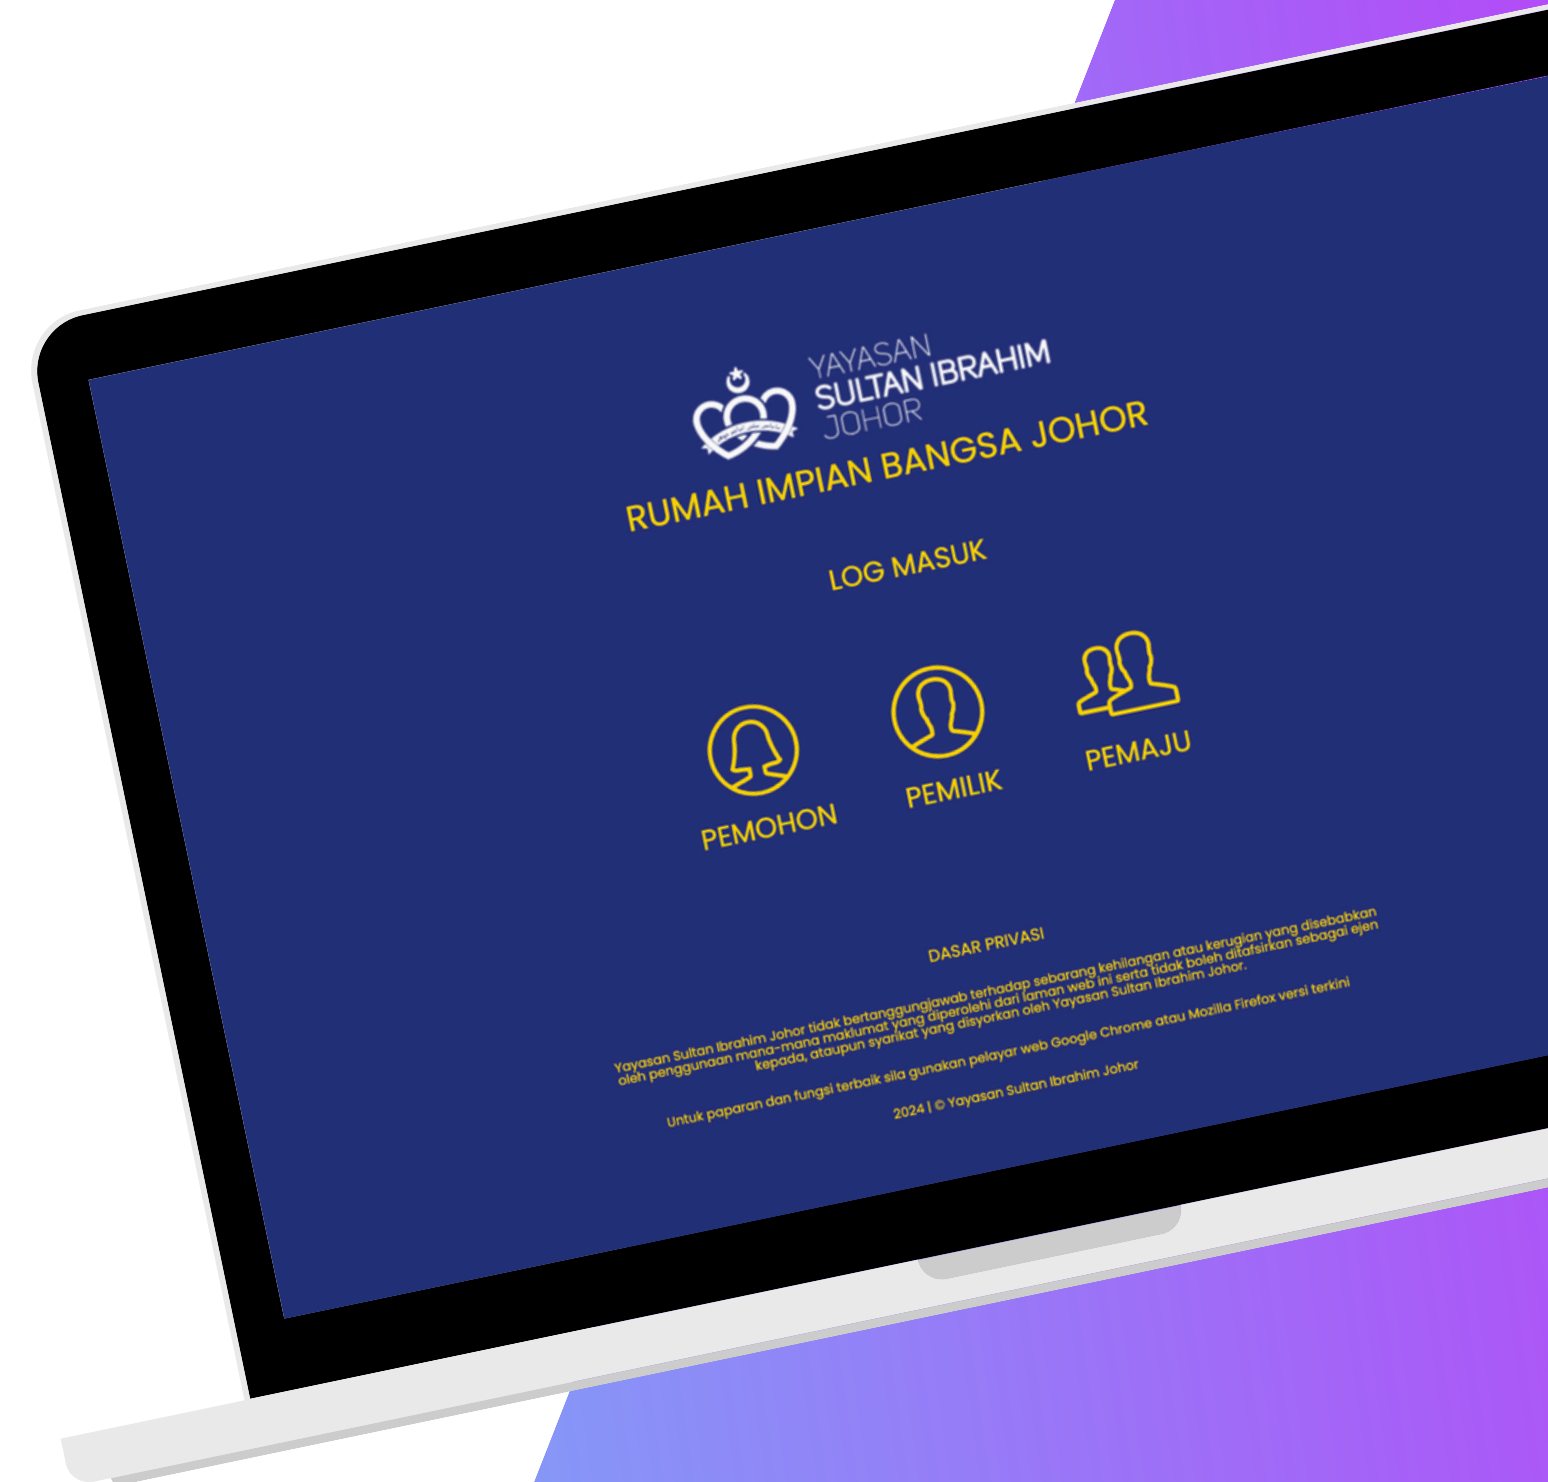 YAYASAN
SULTAN IBRAHIM
JOHOR
RUMAH IMPIAN BANGSA JOHOR
LOG MASUK
PEMOHON
PEMILIK
PEMAJU
DASAR PRIVASI
Yayasan Sultan Ibrahim Johor tidak bertanggungjawab terhadap sebarang kehilangan atau kerugian yang disebabkan
oleh penggunaan mana-mana maklumat yang diperolehi dari laman web ini serta tidak boleh ditafsirkan sebagai ejen
kepada, ataupun syarikat yang disyorkan oleh Yayasan Sultan Ibrahim Johor.
Untuk paparan dan fungsi terbaik sila gunakan pelayar web Google Chrome atau Mozilla Firefox versi terkini
2024 | © Yayasan Sultan Ibrahim Johor